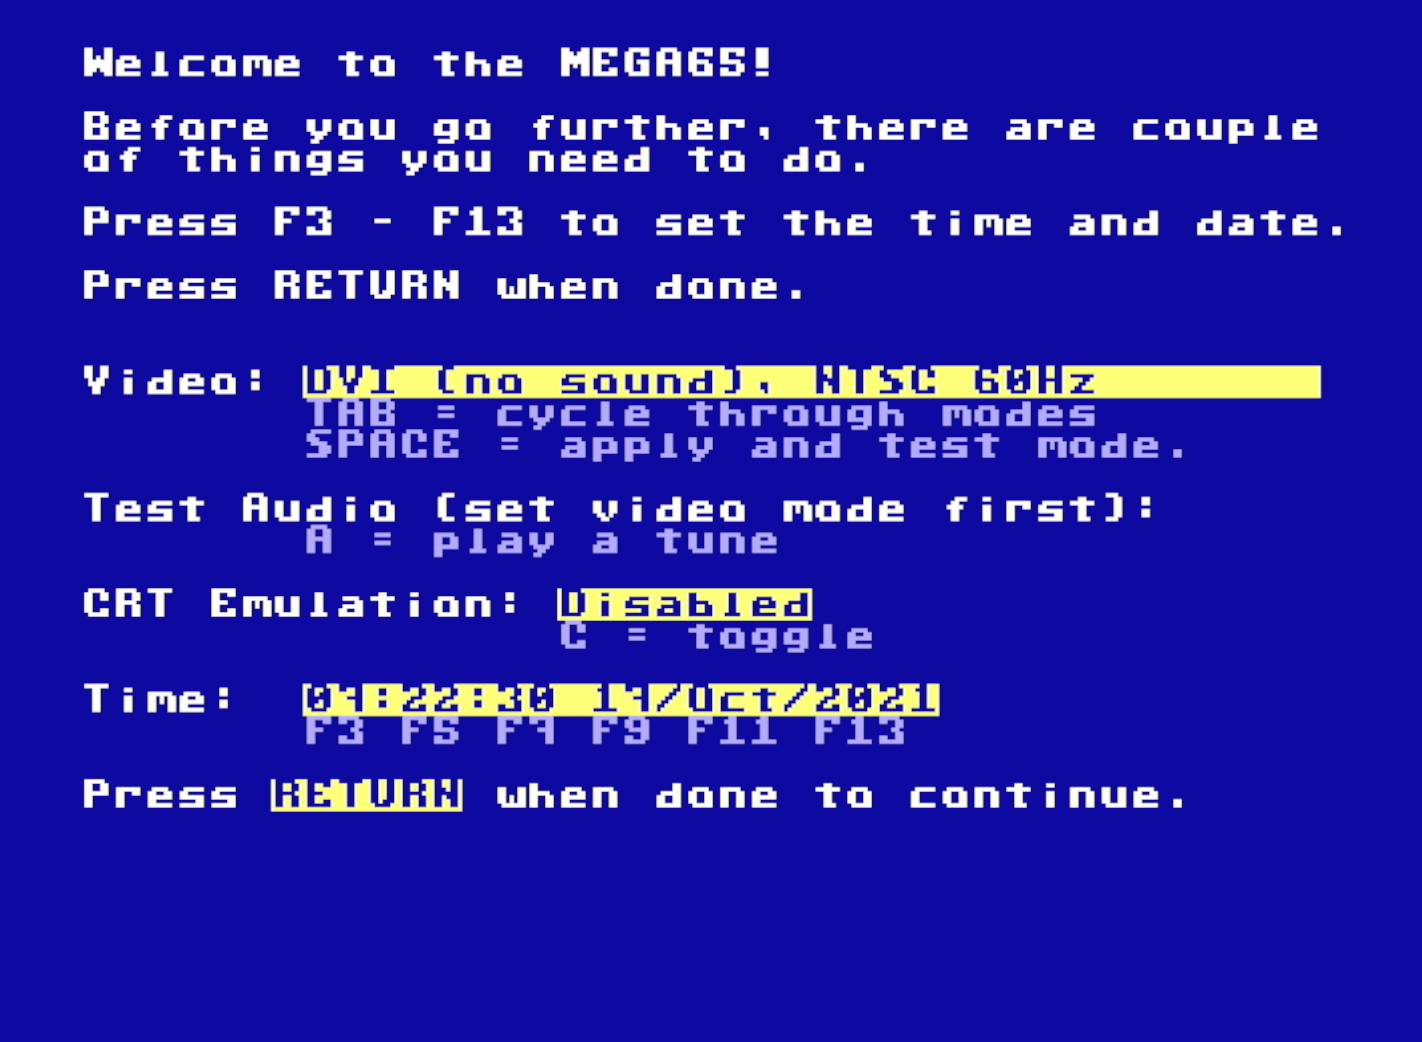 Welcome to the MEGA65!
Before you go further, there are couple
of things you need to do.
Press F3 - F13 to set the time and date.
Press RETURN when done.
Video: DVI (no sound), NTSC 60Hz
TAB = cycle through modes
SPACE = apply and test mode.
Test Audio (set video mode first):
A = play a tune
CRT Emulation: Disabled
C = toggle
Time: 07:22:30 17/Oct/2021
F3 F5 F7 F9 F11 F13
Press RETURN when done to continue.